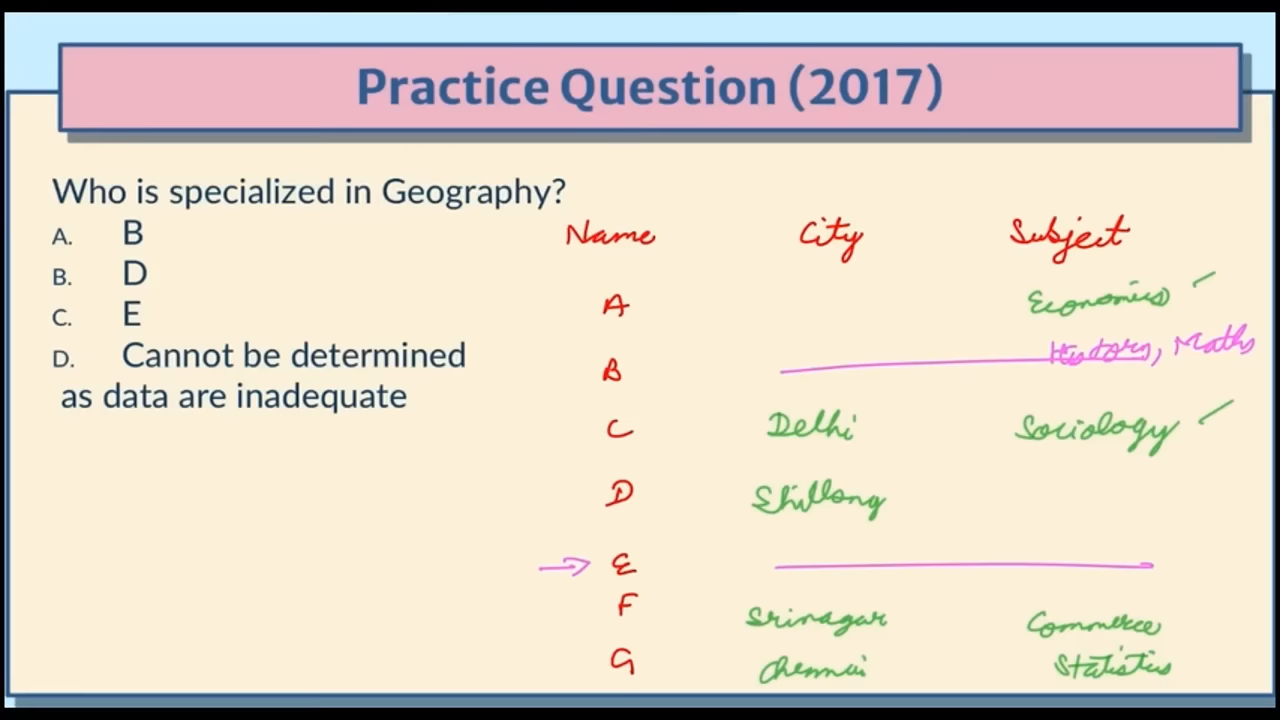 Practice Question (2017)
Who is specialized in Geography?
A. B
B. D
C. E
D. Cannot be determined
as data are inadequate
Name City Subject
A Economics
B History, Maths
C Delhi Sociology
D Shillong
E
F Srinagar Commerce
G Chennai Statistics